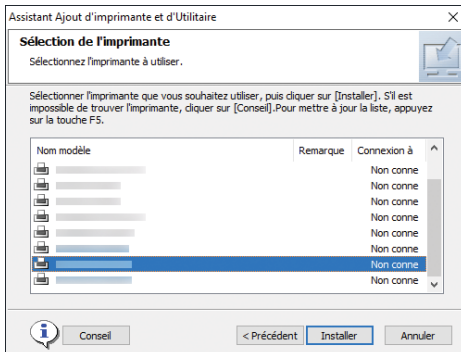 Assistant Ajout d'imprimante et d'Utilitaire
Sélection de l'imprimante
Sélectionnez l'imprimante à utiliser.
Sélectionner l'imprimante que vous souhaitez utiliser, puis cliquer sur [Installer]. S'il est
impossible de trouver l'imprimante, cliquer sur [Conseil].Pour mettre à jour la liste, appuyez
sur la touche F5.
Nom modèle Remarque Connexion à
Non conne
Non conne
Non conne
Non conne
Non conne
Non conne
Non conne
Non conne
Conseil < Précédent Installer Annuler